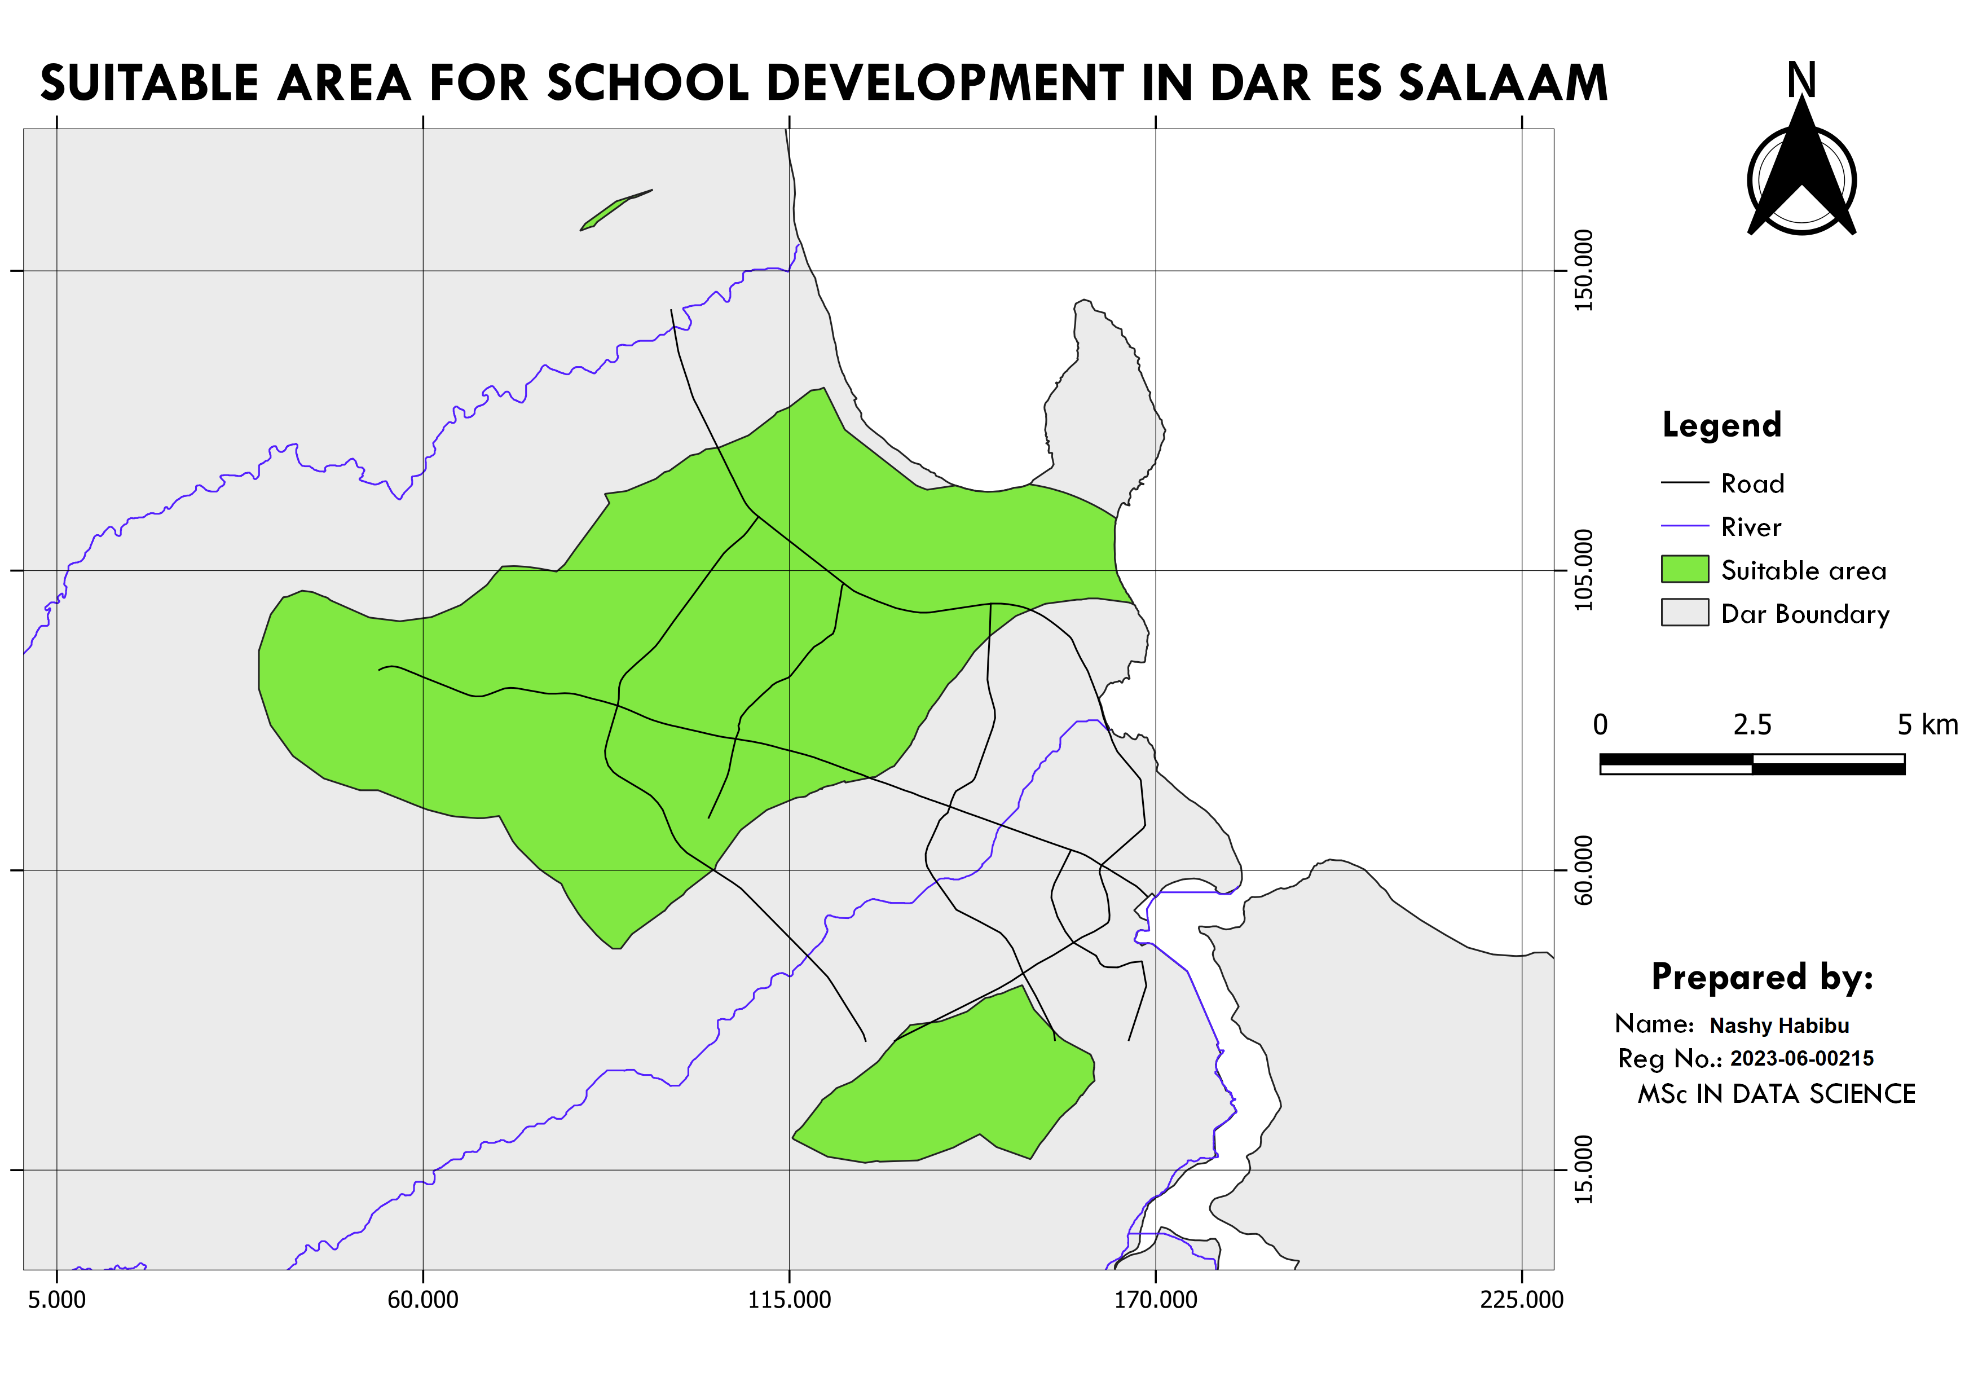 SUITABLE AREA FOR SCHOOL DEVELOPMENT IN DAR ES SALAAM
N
150.000
105.000
60.000
15.000
5.000
60.000
115.000
170.000
225.000
Legend
Road
River
Suitable area
Dar Boundary
0 2.5 5 km
Prepared by:
Name: Nashy Habibu
Reg No.: 2023-06-00215
MSc IN DATA SCIENCE